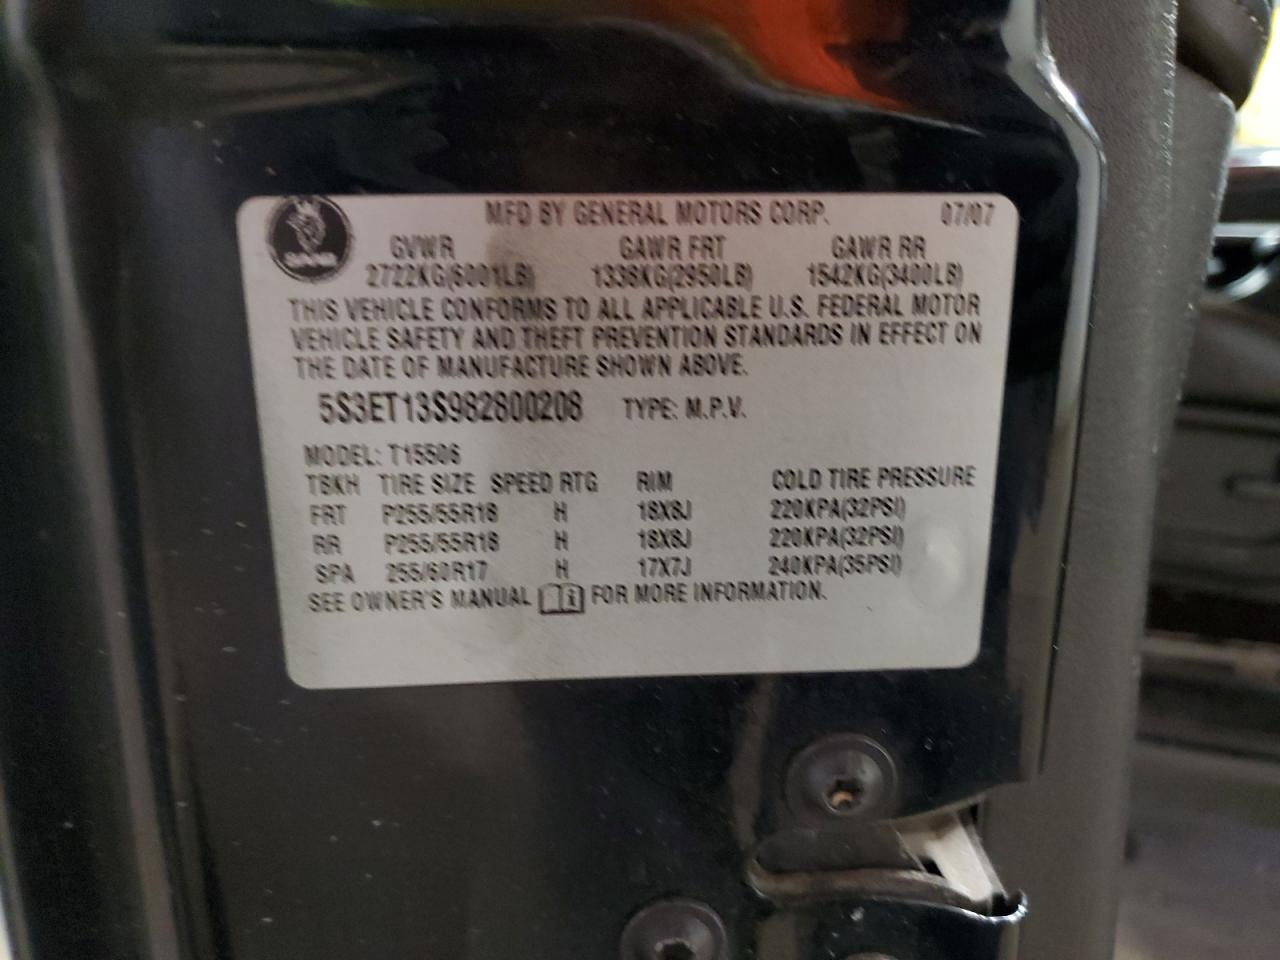 MFD BY GENERAL MOTORS CORP. 07/07
GVWR GAWR FRT GAWR RR
2722KG(6001LB) 1338KG(2950LB) 1542KG(3400LB)
THIS VEHICLE CONFORMS TO ALL APPLICABLE U.S. FEDERAL MOTOR
VEHICLE SAFETY AND THEFT PREVENTION STANDARDS IN EFFECT ON
THE DATE OF MANUFACTURE SHOWN ABOVE.
5S3ET13S982800208 TYPE: M.P.V.
MODEL: T15506
TBKH TIRE SIZE SPEED RTG RIM COLD TIRE PRESSURE
FRT P255/55R18 H 18X8J 220KPA(32PSI)
RR P255/55R18 H 18X8J 220KPA(32PSI)
SPA 255/60R17 H 17X7J 240KPA(35PSI)
SEE OWNER'S MANUAL FOR MORE INFORMATION.